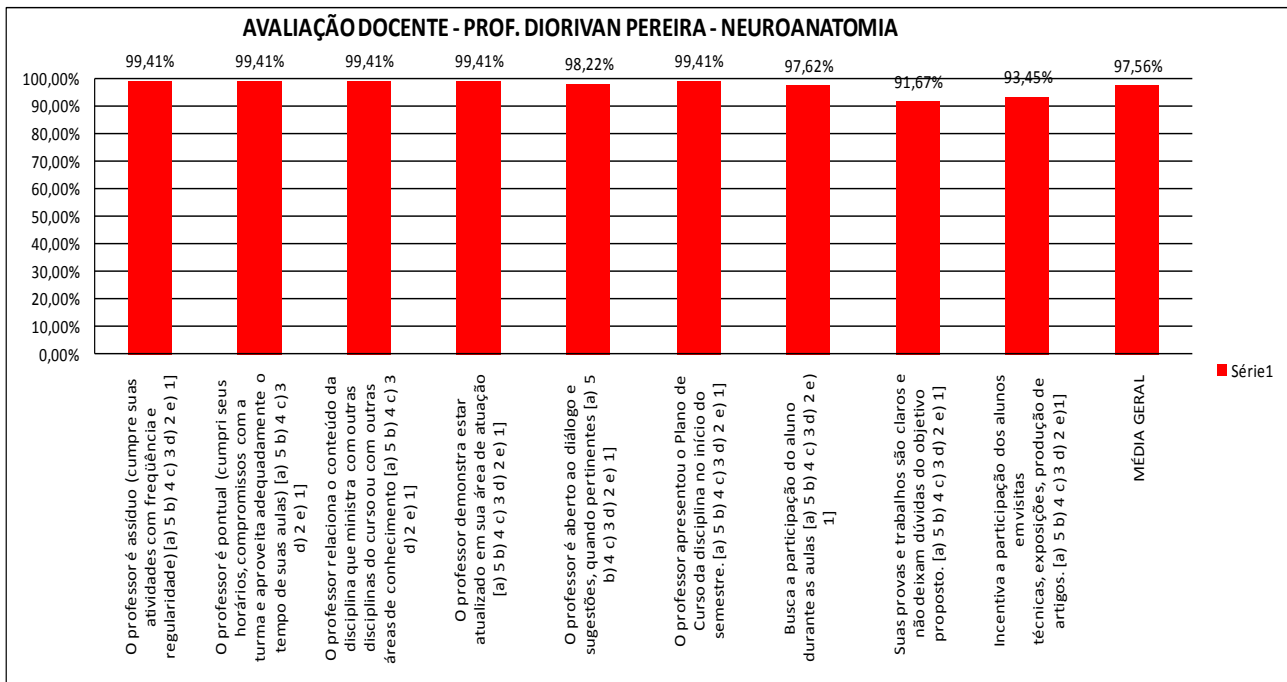 AVALIAÇÃO DOCENTE - PROF. DIORIVAN PEREIRA - NEUROANATOMIA
99,41%
99,41%
99,41%
99,41%
98,22%
99,41%
97,62%
91,67%
93,45%
97,56%
100,00%
90,00%
80,00%
70,00%
60,00%
50,00%
40,00%
30,00%
20,00%
10,00%
0,00%
O professor é assíduo (cumpre suas
atividades com freqüência e
regularidade) [a) 5 b) 4 c) 3 d) 2 e) 1]
O professor é pontual (cumpri seus
horários, compromissos com a
turma e aproveita adequadamente o
tempo de suas aulas) [a) 5 b) 4 c) 3
d) 2 e) 1]
O professor relaciona o conteúdo da
disciplina que ministra com outras
disciplinas do curso ou com outras
áreas de conhecimento [a) 5 b) 4 c) 3
d) 2 e) 1]
O professor demonstra estar
atualizado em sua área de atuação
[a) 5 b) 4 c) 3 d) 2 e) 1]
O professor é aberto ao diálogo e
sugestões, quando pertinentes [a) 5
b) 4 c) 3 d) 2 e) 1]
O professor apresentou o Plano de
Curso da disciplina no início do
semestre. [a) 5 b) 4 c) 3 d) 2 e) 1]
Busca a participação do aluno
durante as aulas [a) 5 b) 4 c) 3 d) 2 e)
1]
Suas provas e trabalhos são claros e
não deixam dúvidas do objetivo
proposto. [a) 5 b) 4 c) 3 d) 2 e) 1]
Incentiva a participação dos alunos
em visitas
técnicas, exposições, produção de
artigos. [a) 5 b) 4 c) 3 d) 2 e) 1]
MÉDIA GERAL
Série1